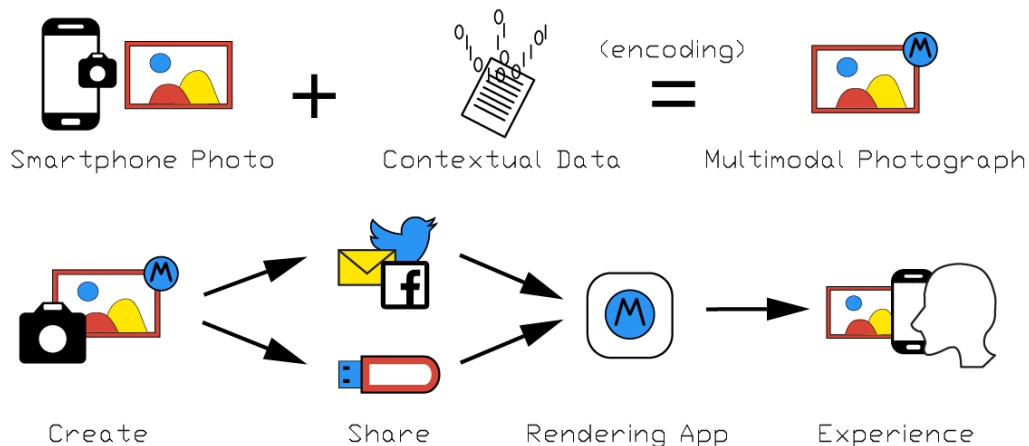 (encoding)
Smartphone Photo
Contextual Data
Multimodal Photograph
Create
Share
Rendering App
Experience